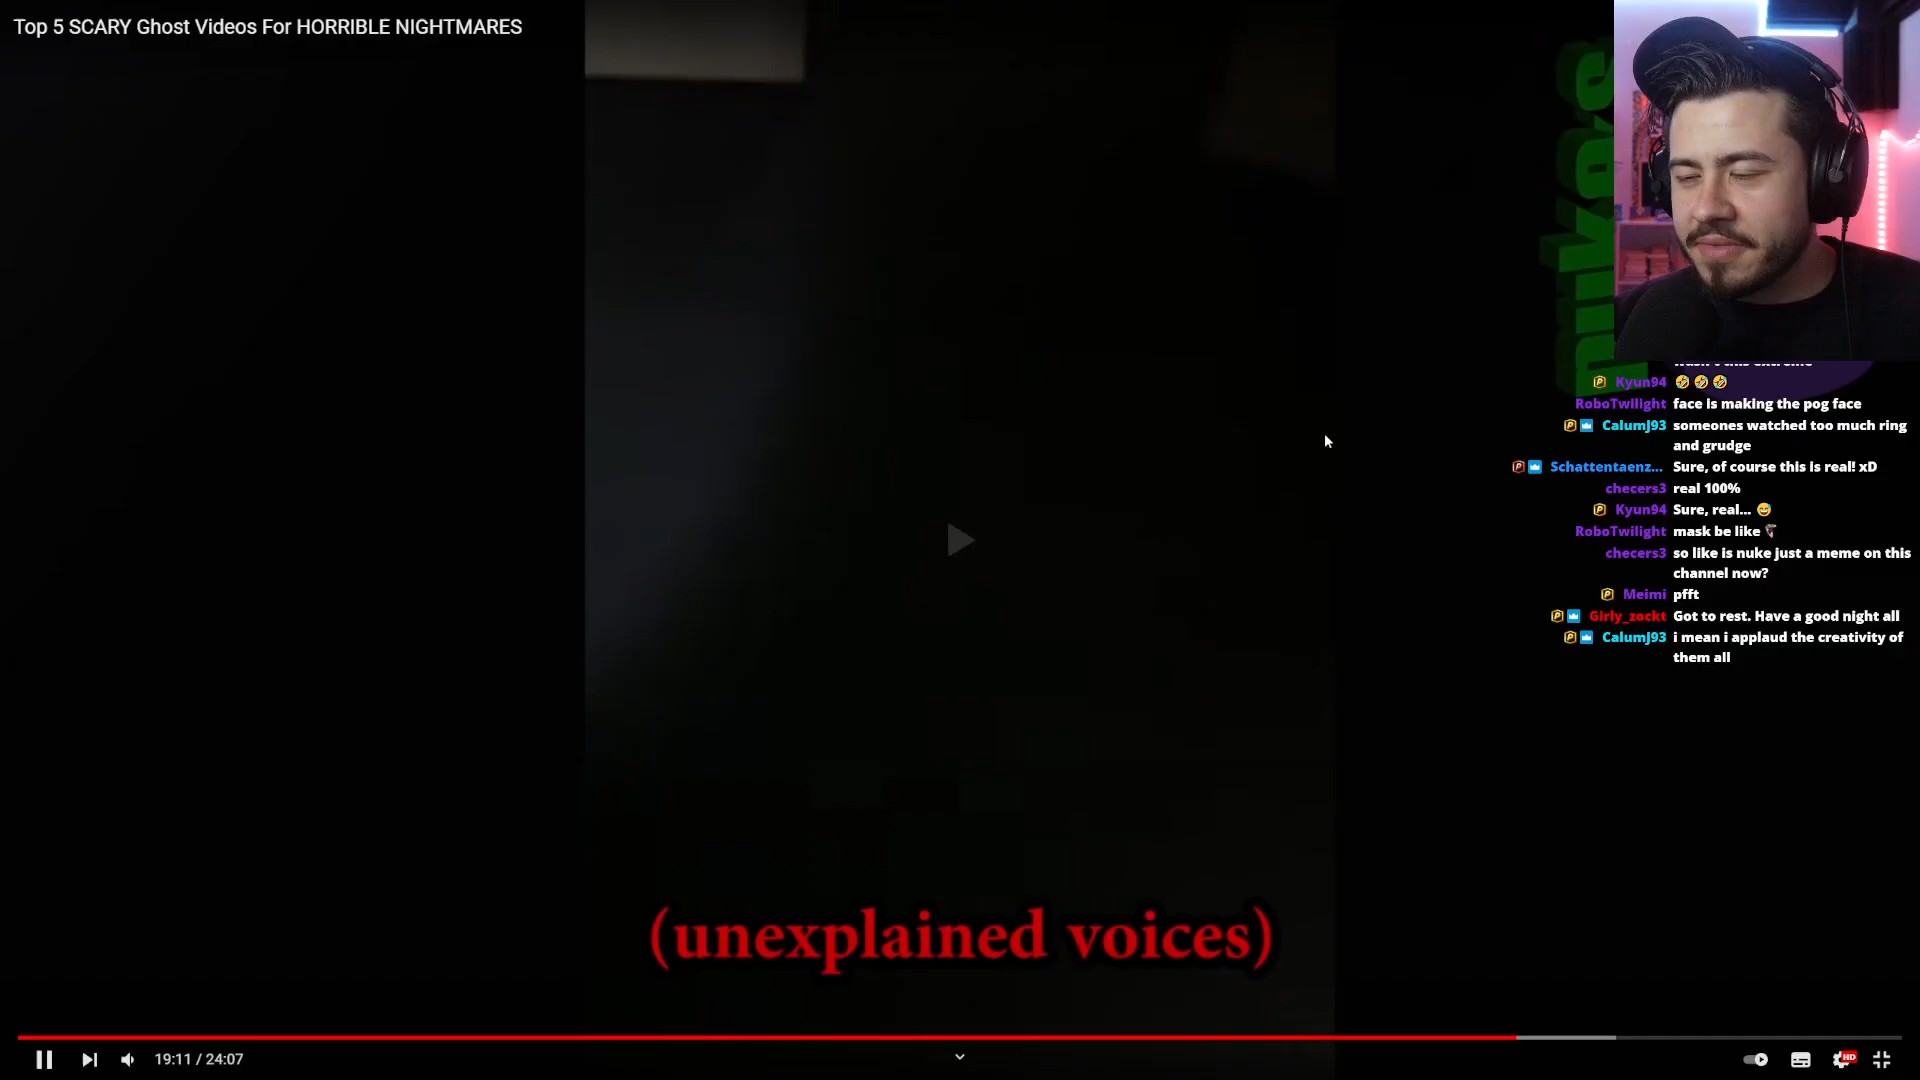 Top 5 SCARY Ghost Videos For HORRIBLE NIGHTMARES
Kyun94 🤣🤣🤣
RoboTwilight face is making the pog face
CalumJ93 someones watched too much ring
and grudge
Schattentaenz... Sure, of course this is real! xD
checers3 real 100%
Kyun94 Sure, real... 😅
RoboTwilight mask be like
checers3 so like is nuke just a meme on this
channel now?
Meimi pfft
Girly_zockt Got to rest. Have a good night all
CalumJ93 i mean i applaud the creativity of
them all
(unexplained voices)
19:11 / 24:07
HD